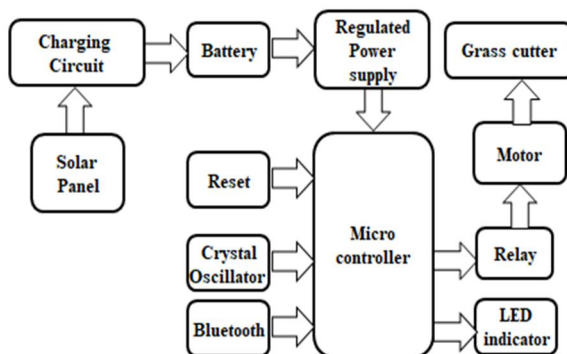 Charging
Circuit
Battery
Regulated
Power
supply
Grass cutter
Solar
Panel
Reset
Motor
Micro
controller
Crystal
Oscillator
Relay
Bluetooth
LED
indicator